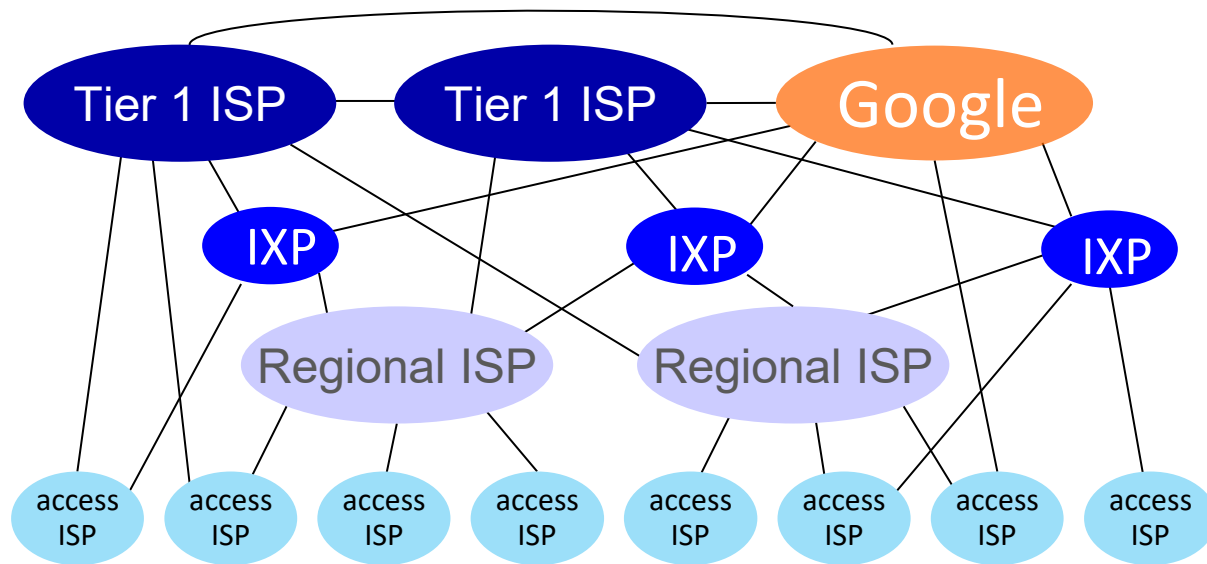 Tier 1 ISP
Tier 1 ISP
Google
IXP
IXP
IXP
Regional ISP
Regional ISP
access
ISP
access
ISP
access
ISP
access
ISP
access
ISP
access
ISP
access
ISP
access
ISP